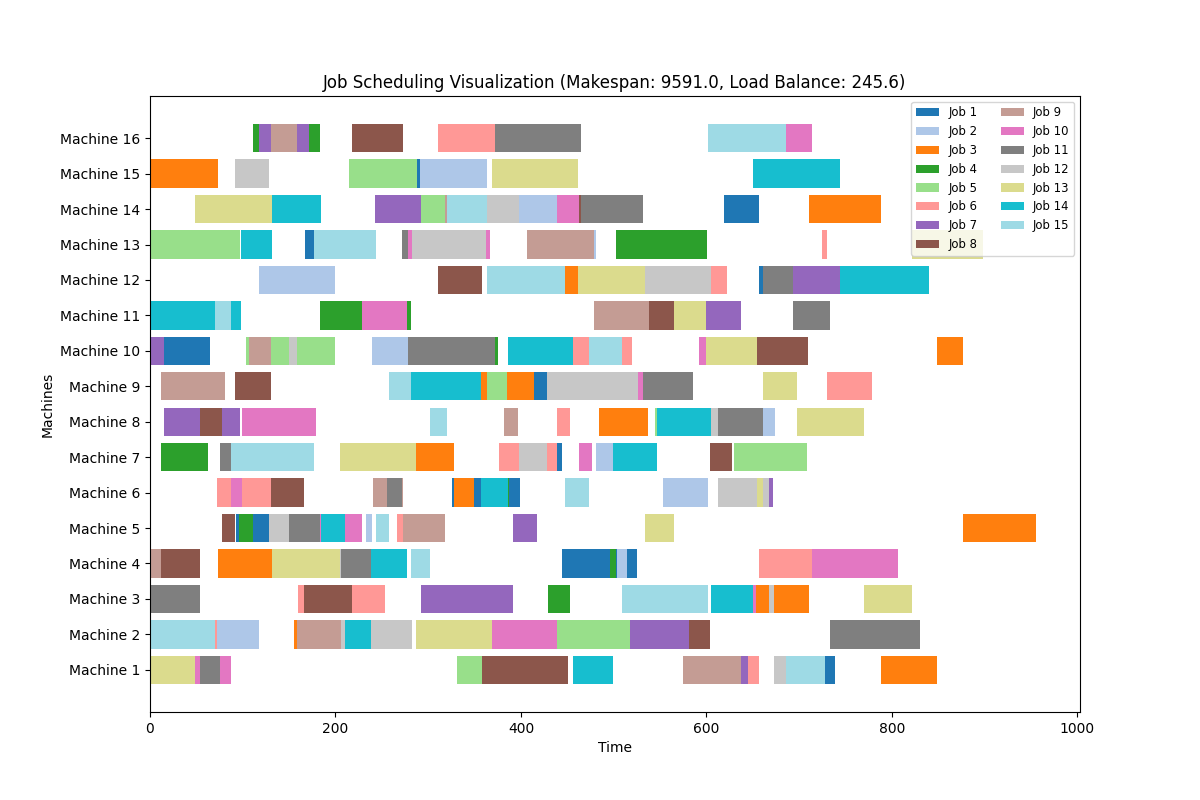 Job Scheduling Visualization (Makespan: 9591.0, Load Balance: 245.6)
Job 1
Job 2
Job 3
Job 4
Job 5
Job 6
Job 7
Job 8
Job 9
Job 10
Job 11
Job 12
Job 13
Job 14
Job 15
Machines
Machine 16
Machine 15
Machine 14
Machine 13
Machine 12
Machine 11
Machine 10
Machine 9
Machine 8
Machine 7
Machine 6
Machine 5
Machine 4
Machine 3
Machine 2
Machine 1
0 200 400 600 800 1000
Time